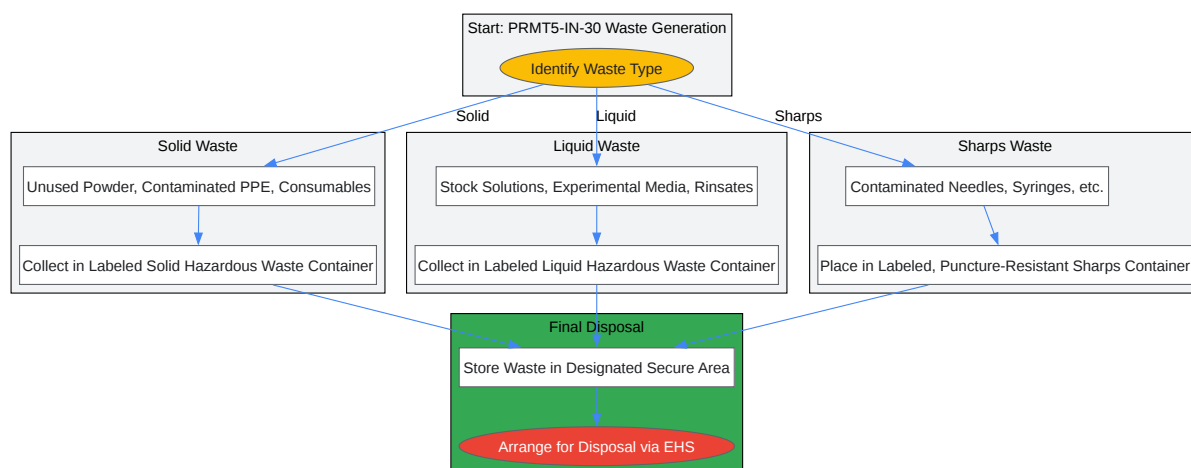 Start: PRMT5-IN-30 Waste Generation
Identify Waste Type
Solid
Liquid
Sharps
Solid Waste
Liquid Waste
Sharps Waste
Unused Powder, Contaminated PPE, Consumables
Stock Solutions, Experimental Media, Rinsates
Contaminated Needles, Syringes, etc.
Collect in Labeled Solid Hazardous Waste Container
Collect in Labeled Liquid Hazardous Waste Container
Place in Labeled, Puncture-Resistant Sharps Container
Final Disposal
Store Waste in Designated Secure Area
Arrange for Disposal via EHS